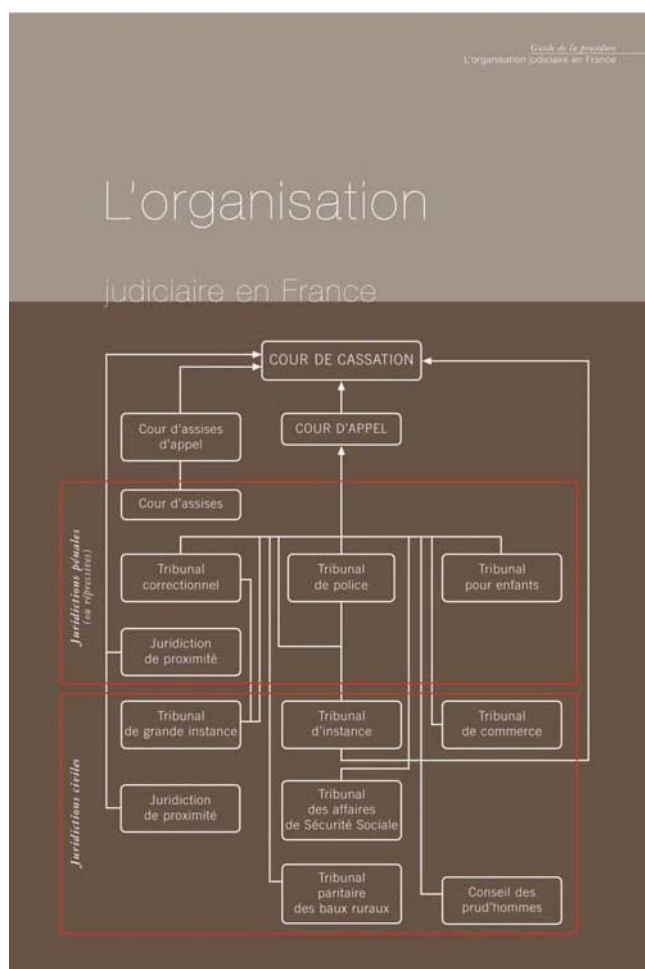 Guide de la procédure
L'organisation judiciaire en France
L'organisation
judiciaire en France
COUR DE CASSATION
Cour d'assises
d'appel
COUR D'APPEL
Cour d'assises
Juridictions pénales
(ou répressives)
Tribunal
correctionnel
Tribunal
de police
Tribunal
pour enfants
Juridiction
de proximité
Juridictions civiles
Tribunal
de grande instance
Tribunal
d'instance
Tribunal
de commerce
Juridiction
de proximité
Tribunal
des affaires
de Sécurité Sociale
Tribunal
paritaire
des baux ruraux
Conseil des
prud'hommes